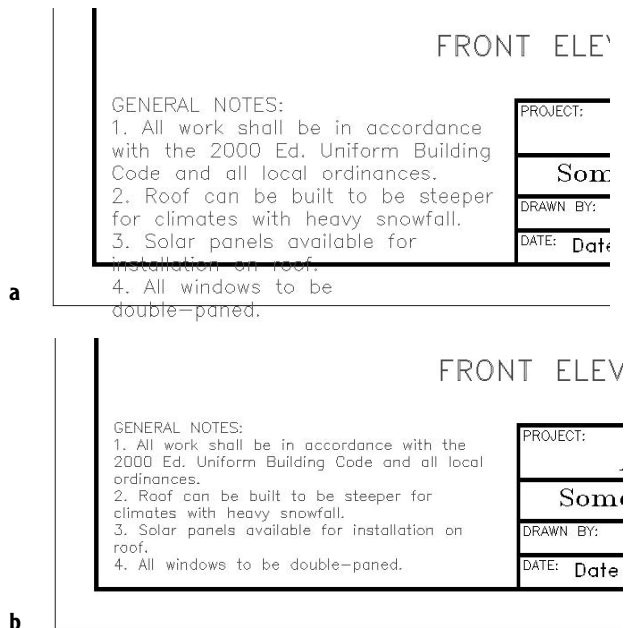 FRONT ELE
GENERAL NOTES:
1. All work shall be in accordance
with the 2000 Ed. Uniform Building
Code and all local ordinances.
2. Roof can be built to be steeper
for climates with heavy snowfall.
3. Solar panels available for
installation on roof.
4. All windows to be
double-paned.
PROJECT:
Som
DRAWN BY:
DATE: Date
a
FRONT ELEV
GENERAL NOTES:
1. All work shall be in accordance with the
2000 Ed. Uniform Building Code and all local
ordinances.
2. Roof can be built to be steeper for
climates with heavy snowfall.
3. Solar panels available for installation on
roof.
4. All windows to be double-paned.
PROJECT:
Some
DRAWN BY:
DATE: Date
b